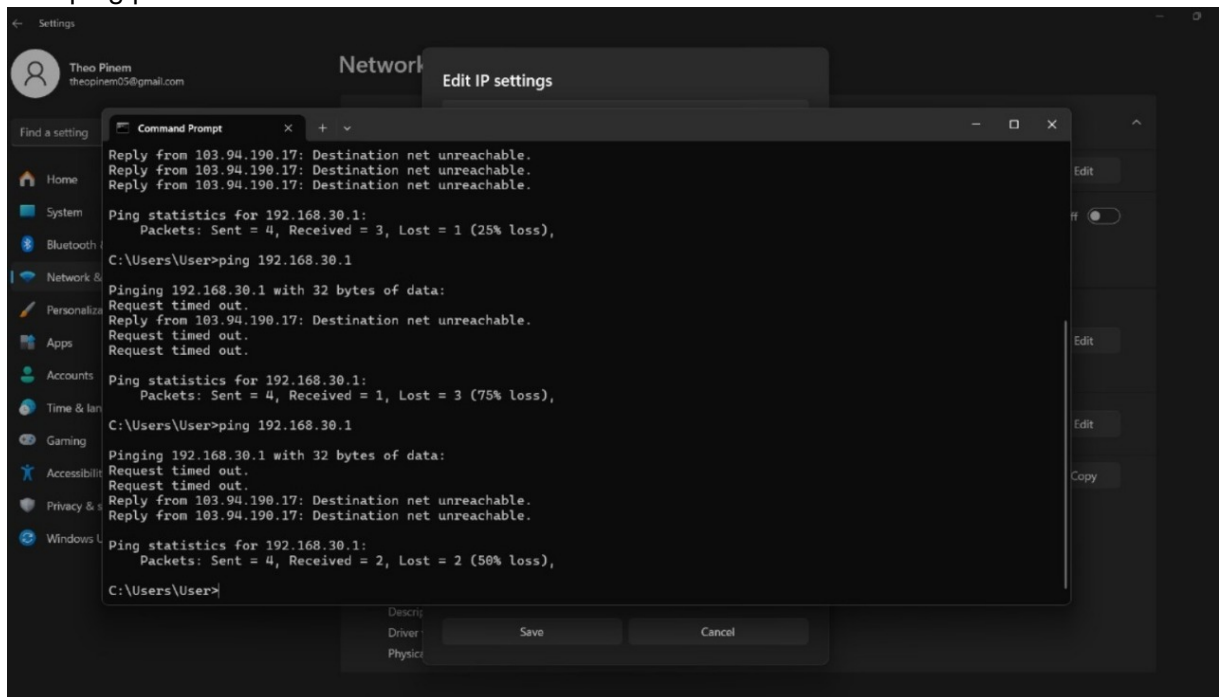 Settings
Theo Pinem
theopinem05@gmail.com
Network
Edit IP settings
Find a setting
Command Prompt
Reply from 103.94.190.17: Destination net unreachable.
Reply from 103.94.190.17: Destination net unreachable.
Reply from 103.94.190.17: Destination net unreachable.
Ping statistics for 192.168.30.1:
Packets: Sent = 4, Received = 3, Lost = 1 (25% loss),
C:\Users\User>ping 192.168.30.1
Pinging 192.168.30.1 with 32 bytes of data:
Request timed out.
Reply from 103.94.190.17: Destination net unreachable.
Request timed out.
Request timed out.
Ping statistics for 192.168.30.1:
Packets: Sent = 4, Received = 1, Lost = 3 (75% loss),
C:\Users\User>ping 192.168.30.1
Pinging 192.168.30.1 with 32 bytes of data:
Request timed out.
Request timed out.
Reply from 103.94.190.17: Destination net unreachable.
Reply from 103.94.190.17: Destination net unreachable.
Ping statistics for 192.168.30.1:
Packets: Sent = 4, Received = 2, Lost = 2 (50% loss),
C:\Users\User>
Home
System
Bluetooth
Network &
Personaliza
Apps
Accounts
Time & lan
Gaming
Accessibilit
Privacy & s
Windows U
Edit
ff
Edit
Edit
Copy
Descrip
Driver
Physica
Save
Cancel